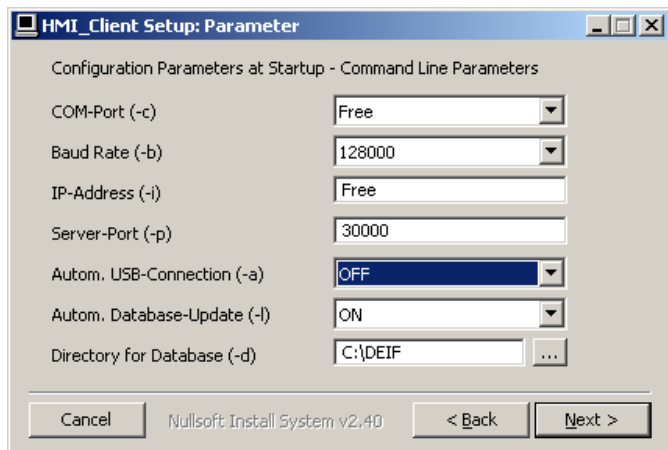 HMI_Client Setup: Parameter
Configuration Parameters at Startup - Command Line Parameters
COM-Port (-c) Free
Baud Rate (-b) 128000
IP-Address (-i) Free
Server-Port (-p) 30000
Autom. USB-Connection (-a) OFF
Autom. Database-Update (-l) ON
Directory for Database (-d) C:\DEIF ...
Cancel Nullsoft Install System v2.40 < Back Next >